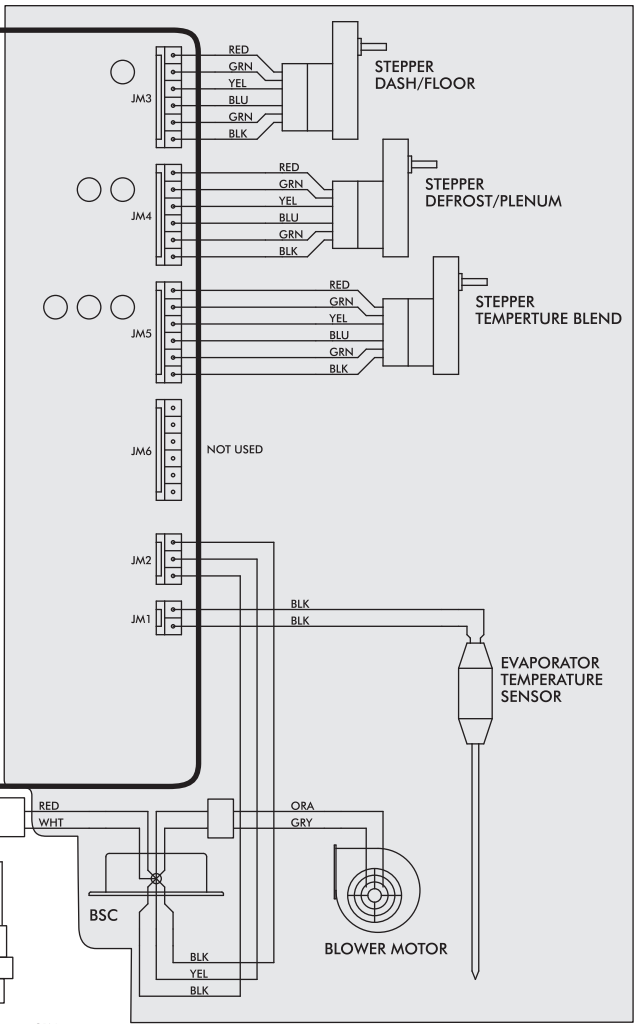 RED
GRN
YEL
BLU
GRN
BLK
JM3
STEPPER
DASH/FLOOR
RED
GRN
YEL
BLU
GRN
BLK
JM4
STEPPER
DEFROST/PLENUM
RED
GRN
YEL
BLU
GRN
BLK
JM5
STEPPER
TEMPERTURE BLEND
JM6
NOT USED
JM2
JM1
BLK
BLK
EVAPORATOR
TEMPERATURE
SENSOR
RED
WHT
ORA
GRY
BSC
BLOWER MOTOR
BLK
YEL
BLK